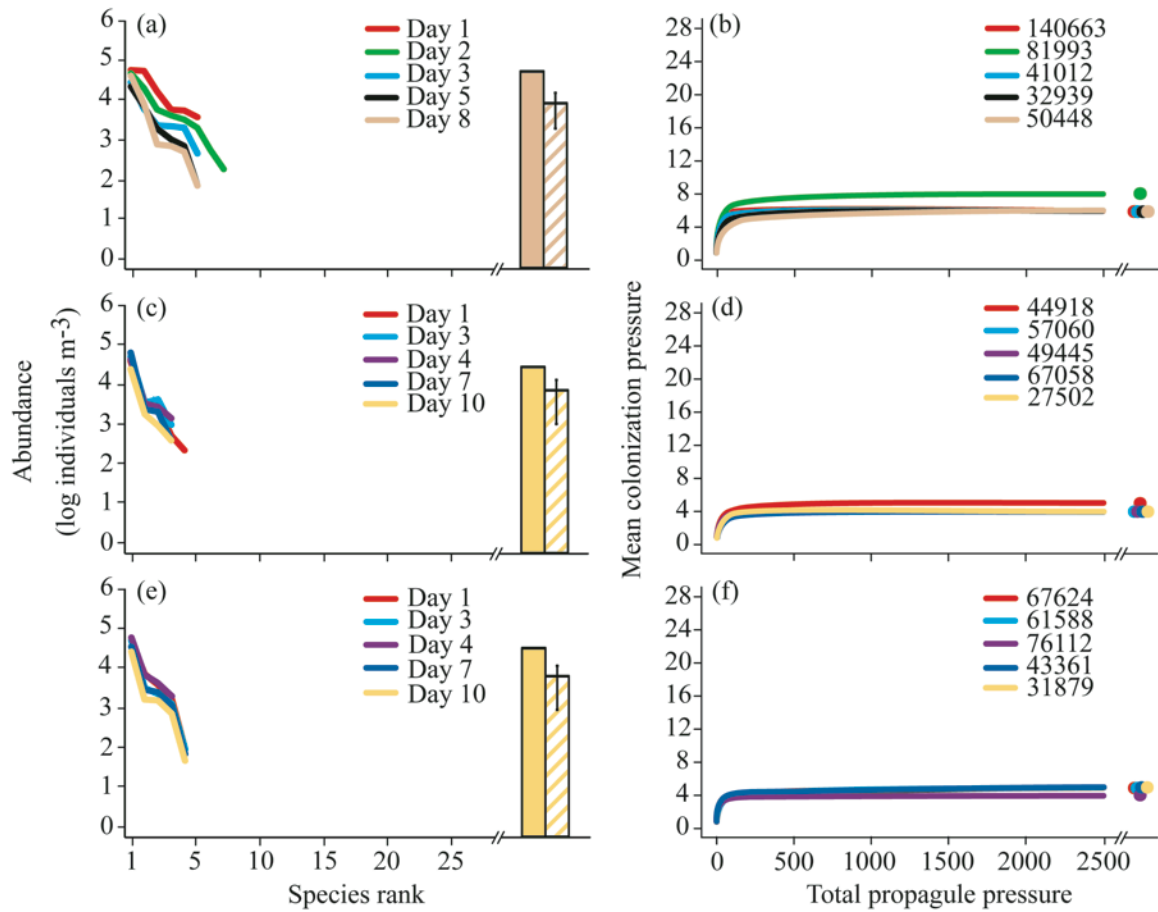 (a)
6
5
4
3
2
1
0
Day 1
Day 2
Day 3
Day 5
Day 8
(b)
28
24
20
16
12
8
4
0
140663
81993
41012
32939
50448
(c)
6
5
4
3
2
1
0
Day 1
Day 3
Day 4
Day 7
Day 10
(d)
28
24
20
16
12
8
4
0
44918
57060
49445
67058
27502
(e)
6
5
4
3
2
1
0
Day 1
Day 3
Day 4
Day 7
Day 10
1 5 10 15 20 25
(f)
28
24
20
16
12
8
4
0
67624
61588
76112
43361
31879
0 500 1000 1500 2000 2500
Abundance
(log individuals m-3)
Species rank
Mean colonization pressure
Total propagule pressure